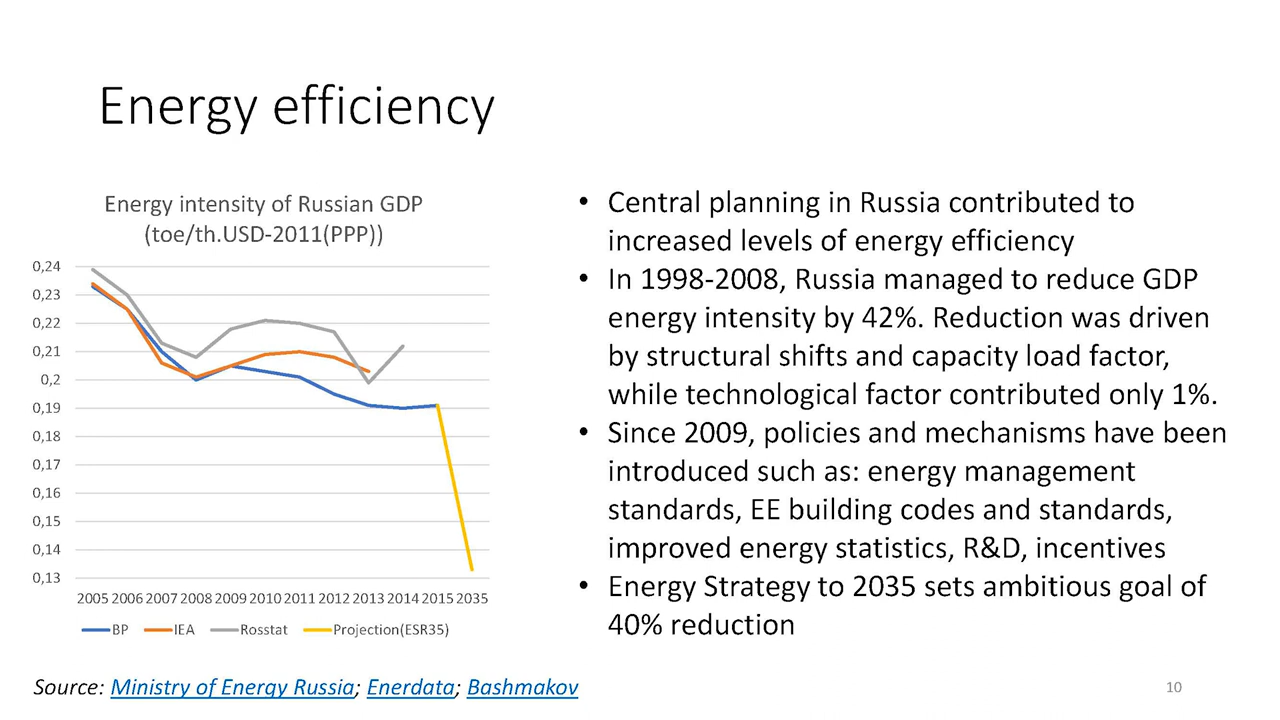 Energy efficiency
Energy intensity of Russian GDP
(toe/th.USD-2011(PPP))
0,24
0,23
0,22
0,21
0,2
0,19
0,18
0,17
0,16
0,15
0,14
0,13
2005 2006 2007 2008 2009 2010 2011 2012 2013 2014 2015 2035
BP IEA Rosstat Projection(ESR35)
• Central planning in Russia contributed to
increased levels of energy efficiency
• In 1998-2008, Russia managed to reduce GDP
energy intensity by 42%. Reduction was driven
by structural shifts and capacity load factor,
while technological factor contributed only 1%.
• Since 2009, policies and mechanisms have been
introduced such as: energy management
standards, EE building codes and standards,
improved energy statistics, R&D, incentives
• Energy Strategy to 2035 sets ambitious goal of
40% reduction
Source: Ministry of Energy Russia; Enerdata; Bashmakov
10